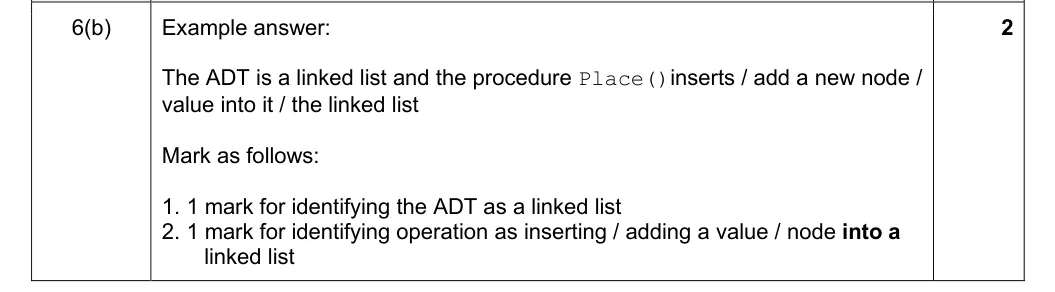 6(b) Example answer: 2
The ADT is a linked list and the procedure Place() inserts / add a new node /
value into it / the linked list
Mark as follows:
1. 1 mark for identifying the ADT as a linked list
2. 1 mark for identifying operation as inserting / adding a value / node into a
linked list